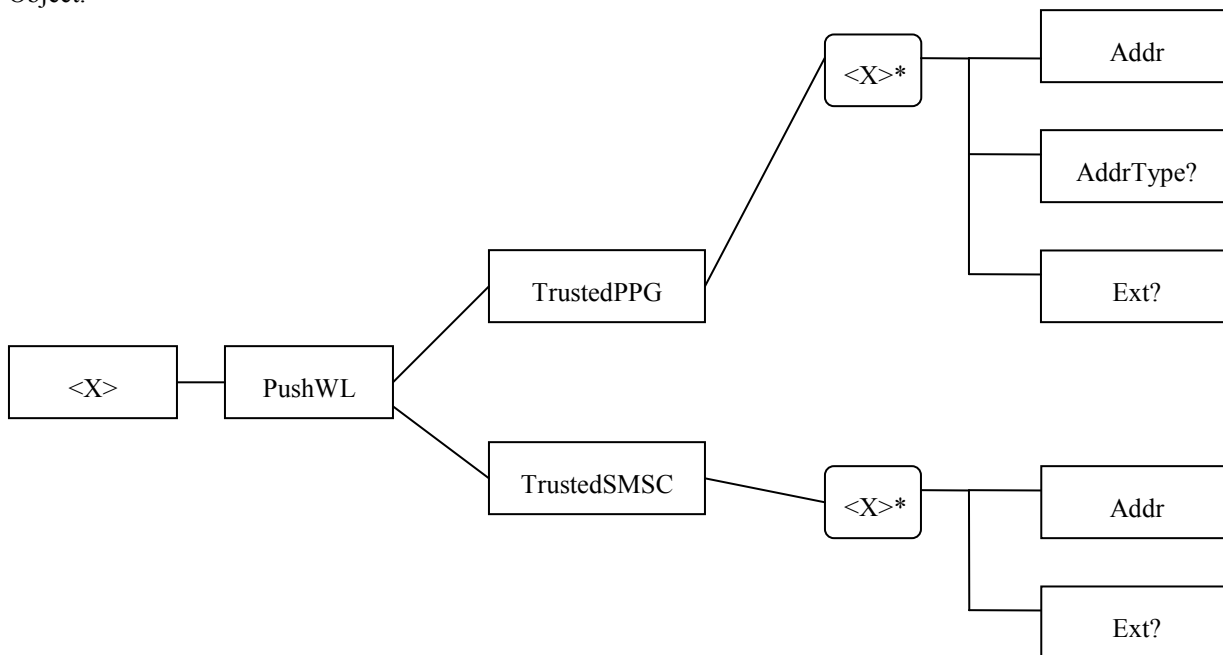 Object.
<X>*
Addr
AddrType?
Ext?
TrustedPPG
<X>
PushWL
TrustedSMSC
<X>*
Addr
Ext?